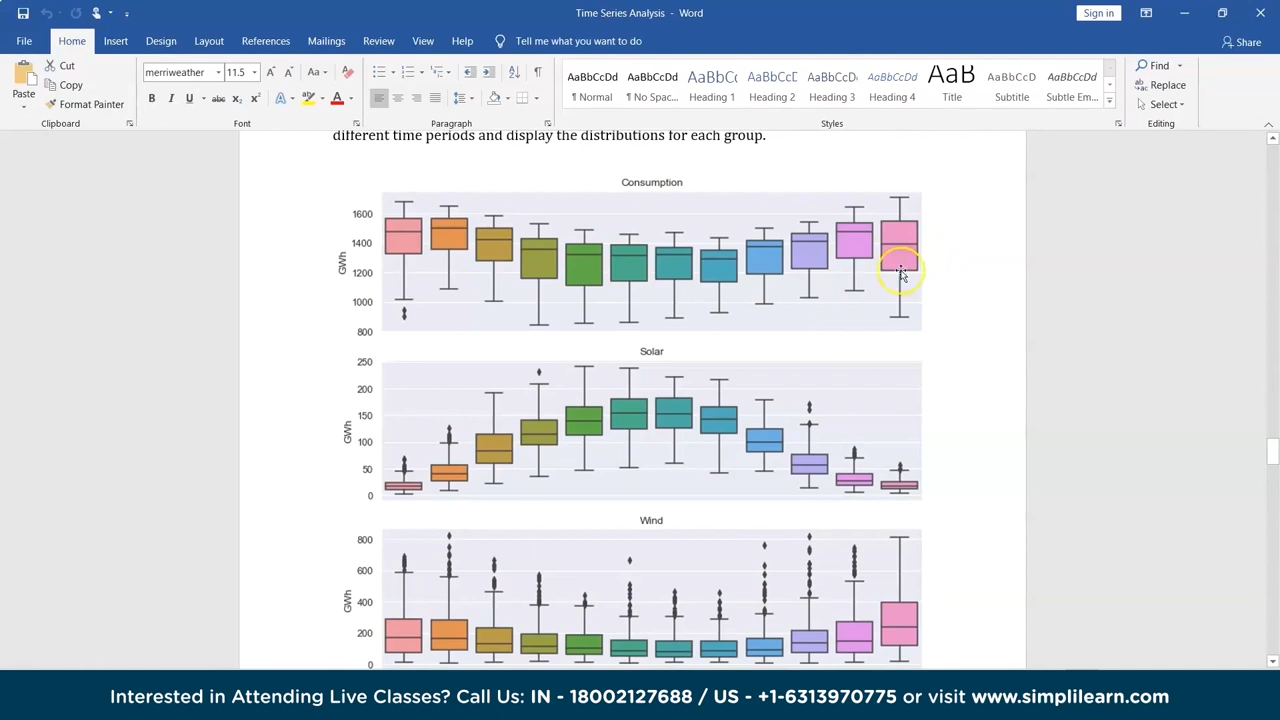 Time Series Analysis - Word
Sign in
File Home Insert Design Layout References Mailings Review View Help Tell me what you want to do
Share
Paste
Cut
Copy
Format Painter
Clipboard
merriweather 11.5
B I U abc X2 X2 A A
Font
Paragraph
AaBbCcDd AaBbCcDd AaBbCc AaBbCcD AaBbCcD AaBbCcDd AaB AaBbCcDd AaBbCcDd
¶ Normal ¶ No Spac... Heading 1 Heading 2 Heading 3 Heading 4 Title Subtitle Subtle Em...
Styles
Find
Replace
Select
Editing
different time periods and display the distributions for each group.
Consumption
1600
1400
1200
1000
800
GWh
Solar
250
200
150
100
50
0
GWh
Wind
800
600
400
200
0
GWh
Interested in Attending Live Classes? Call Us: IN - 18002127688 / US - +1-6313970775 or visit www.simplilearn.com